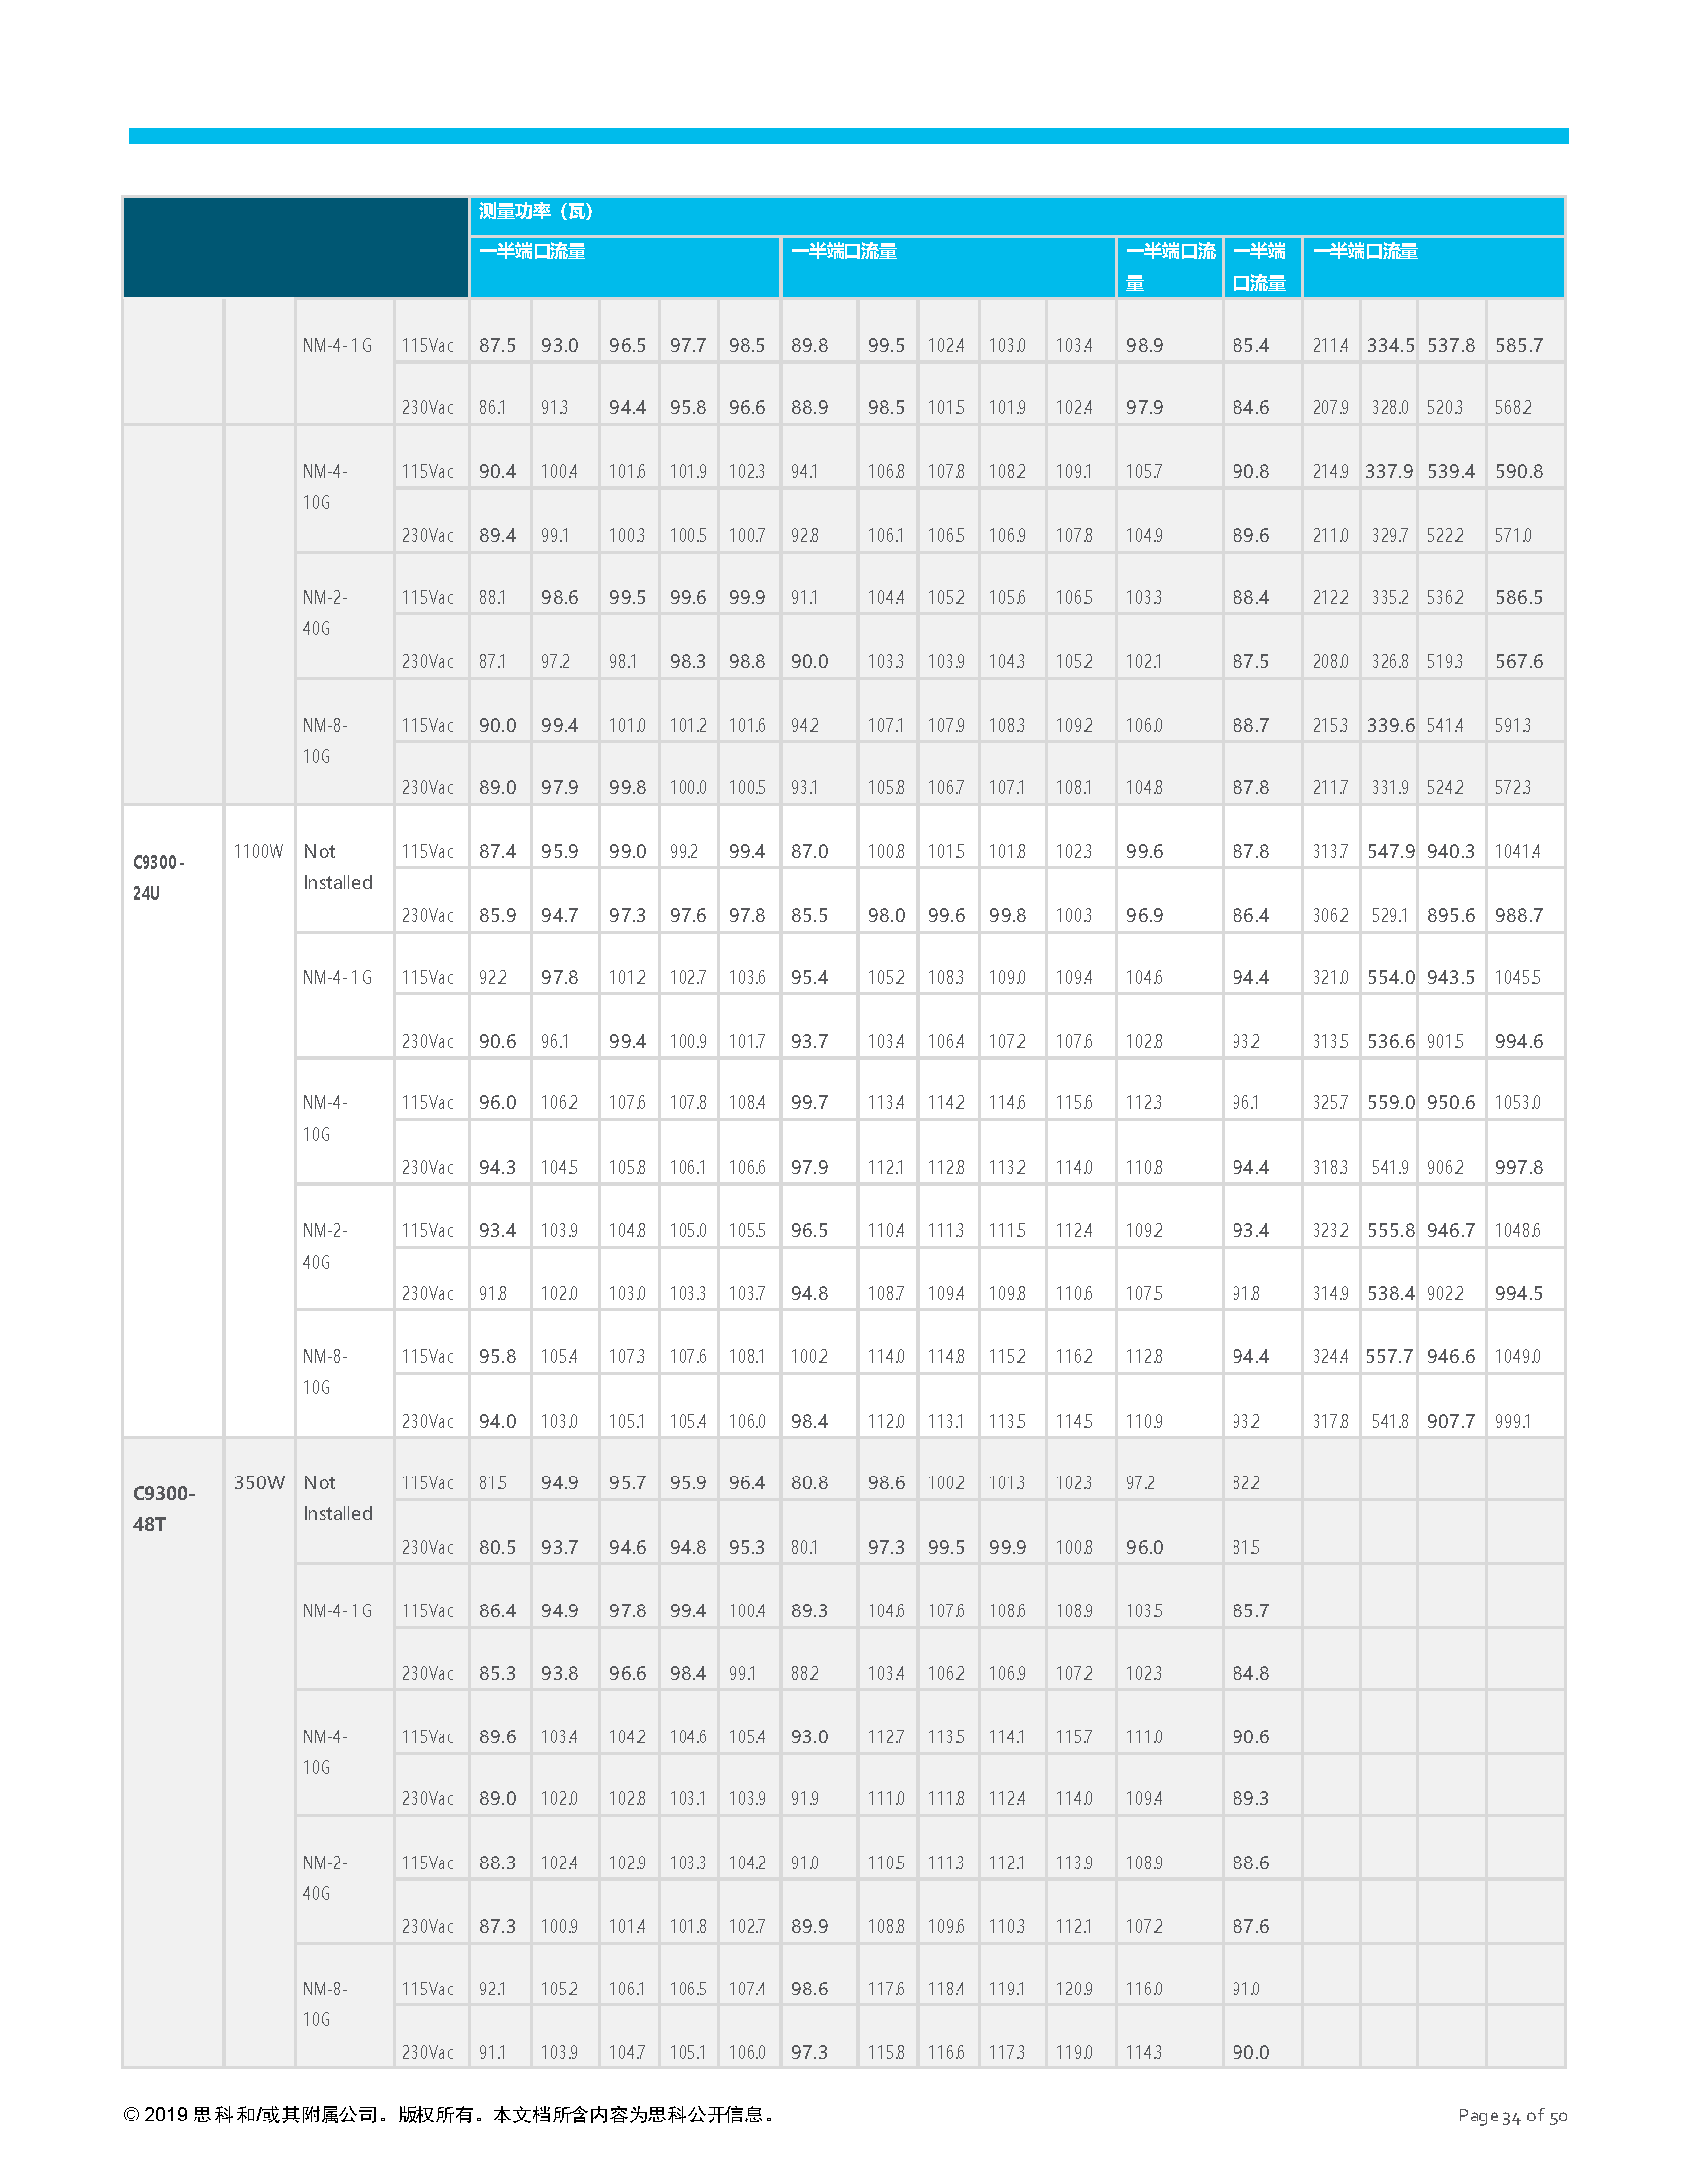 测量功率（瓦）
一半端口流量 一半端口流量 一半端口流 一半端 一半端口流量
量 口流量
NM-4-1G 115Vac 87.5 93.0 96.5 97.7 98.5 89.8 99.5 102.4 103.0 103.4 98.9 85.4 211.4 334.5 537.8 585.7
230Vac 86.1 91.3 94.4 95.8 96.6 88.9 98.5 101.5 101.9 102.4 97.9 84.6 207.9 328.0 520.3 568.2
NM-4- 115Vac 90.4 100.4 101.6 101.9 102.3 94.1 106.8 107.8 108.2 109.1 105.7 90.8 214.9 337.9 539.4 590.8
10G
230Vac 89.4 99.1 100.3 100.5 100.7 92.8 106.1 106.5 106.9 107.8 104.9 89.6 211.0 329.7 522.2 571.0
NM-2- 115Vac 88.1 98.6 99.5 99.6 99.9 91.1 104.4 105.2 105.6 106.5 103.3 88.4 212.2 335.2 536.2 586.5
40G
230Vac 87.1 97.2 98.1 98.3 98.8 90.0 103.3 103.9 104.3 105.2 102.1 87.5 208.0 326.8 519.3 567.6
NM-8- 115Vac 90.0 99.4 101.0 101.2 101.6 94.2 107.1 107.9 108.3 109.2 106.0 88.7 215.3 339.6 541.4 591.3
10G
230Vac 89.0 97.9 99.8 100.0 100.5 93.1 105.8 106.7 107.1 108.1 104.8 87.8 211.7 331.9 524.2 572.3
C9300- 1100W Not 115Vac 87.4 95.9 99.0 99.2 99.4 87.0 100.8 101.5 101.8 102.3 99.6 87.8 313.7 547.9 940.3 1041.4
24U Installed
230Vac 85.9 94.7 97.3 97.6 97.8 85.5 98.0 99.6 99.8 100.3 96.9 86.4 306.2 529.1 895.6 988.7
NM-4-1G 115Vac 92.2 97.8 101.2 102.7 103.6 95.4 105.2 108.3 109.0 109.4 104.6 94.4 321.0 554.0 943.5 1045.5
230Vac 90.6 96.1 99.4 100.9 101.7 93.7 103.4 106.4 107.2 107.6 102.8 93.2 313.5 536.6 901.5 994.6
NM-4- 115Vac 96.0 106.2 107.6 107.8 108.4 99.7 113.4 114.2 114.6 115.6 112.3 96.1 325.7 559.0 950.6 1053.0
10G
230Vac 94.3 104.5 105.8 106.1 106.6 97.9 112.1 112.8 113.2 114.0 110.8 94.4 318.3 541.9 906.2 997.8
NM-2- 115Vac 93.4 103.9 104.8 105.0 105.5 96.5 110.4 111.3 111.5 112.4 109.2 93.4 323.2 555.8 946.7 1048.6
40G
230Vac 91.8 102.0 103.0 103.3 103.7 94.8 108.7 109.4 109.8 110.6 107.5 91.8 314.9 538.4 902.2 994.5
NM-8- 115Vac 95.8 105.4 107.3 107.6 108.1 100.2 114.0 114.8 115.2 116.2 112.8 94.4 324.4 557.7 946.6 1049.0
10G
230Vac 94.0 103.0 105.1 105.4 106.0 98.4 112.0 113.1 113.5 114.5 110.9 93.2 317.8 541.8 907.7 999.1
C9300- 350W Not 115Vac 81.5 94.9 95.7 95.9 96.4 80.8 98.6 100.2 101.3 102.3 97.2 82.2
48T Installed
230Vac 80.5 93.7 94.6 94.8 95.3 80.1 97.3 99.5 99.9 100.8 96.0 81.5
NM-4-1G 115Vac 86.4 94.9 97.8 99.4 100.4 89.3 104.6 107.6 108.6 108.9 103.5 85.7
230Vac 85.3 93.8 96.6 98.4 99.1 88.2 103.4 106.2 106.9 107.2 102.3 84.8
NM-4- 115Vac 89.6 103.4 104.2 104.6 105.4 93.0 112.7 113.5 114.1 115.7 111.0 90.6
10G
230Vac 89.0 102.0 102.8 103.1 103.9 91.9 111.0 111.8 112.4 114.0 109.4 89.3
NM-2- 115Vac 88.3 102.4 102.9 103.3 104.2 91.0 110.5 111.3 112.1 113.9 108.9 88.6
40G
230Vac 87.3 100.9 101.4 101.8 102.7 89.9 108.8 109.6 110.3 112.1 107.2 87.6
NM-8- 115Vac 92.1 105.2 106.1 106.5 107.4 98.6 117.6 118.4 119.1 120.9 116.0 91.0
10G
230Vac 91.1 103.9 104.7 105.1 106.0 97.3 115.8 116.6 117.3 119.0 114.3 90.0
© 2019 思科和/或其附属公司。版权所有。本文档所含内容为思科公开信息。 Page 34 of 50